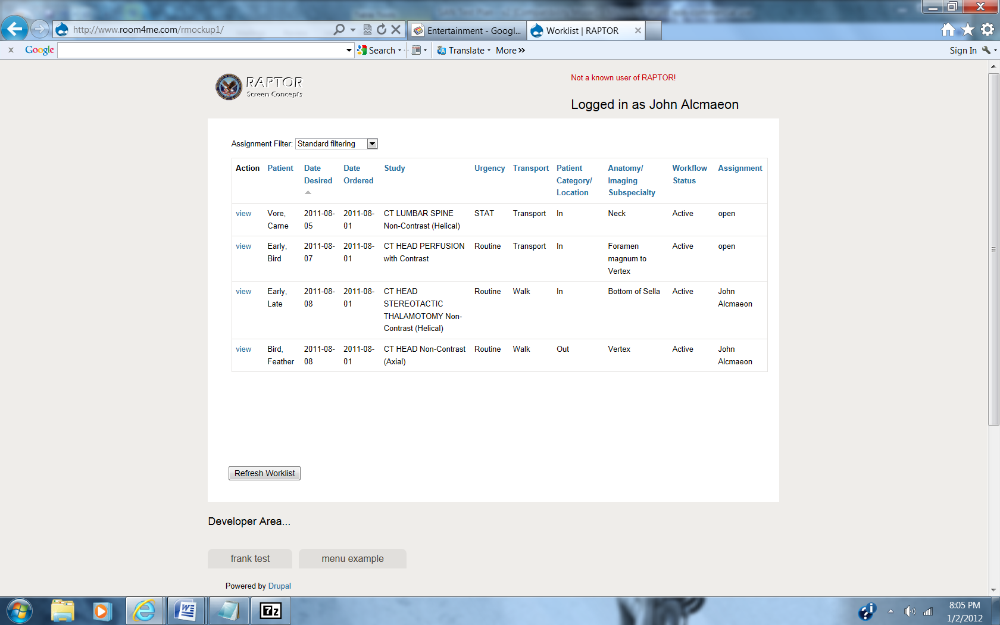 http://www.room4me.com/rmockup1/
Entertainment - Googl...
Worklist | RAPTOR
x Google Search Translate More Sign In
RAPTOR
Screen Concepts
Not a known user of RAPTOR!
Logged in as John Alcmaeon
Assignment Filter: Standard filtering
Action Patient Date Date Study Urgency Transport Patient Anatomy/ Workflow Assignment
Desired Ordered Category/ Imaging Status
Location Subspecialty
view Vore, 2011-08- 2011-08- CT LUMBAR SPINE STAT Transport In Neck Active open
Carne 05 01 Non-Contrast (Helical)
view Early, 2011-08- 2011-08- CT HEAD PERFUSION Routine Transport In Foramen Active open
Bird 07 01 with Contrast magnum to
Vertex
view Early, 2011-08- 2011-08- CT HEAD Routine Walk In Bottom of Sella Active John
Late 08 01 STEREOTACTIC Alcmaeon
THALAMOTOMY Non-
Contrast (Helical)
view Bird, 2011-08- 2011-08- CT HEAD Non-Contrast Routine Walk Out Vertex Active John
Feather 08 01 (Axial) Alcmaeon
Refresh Worklist
Developer Area...
frank test menu example
Powered by Drupal
7z
8:05 PM
1/2/2012